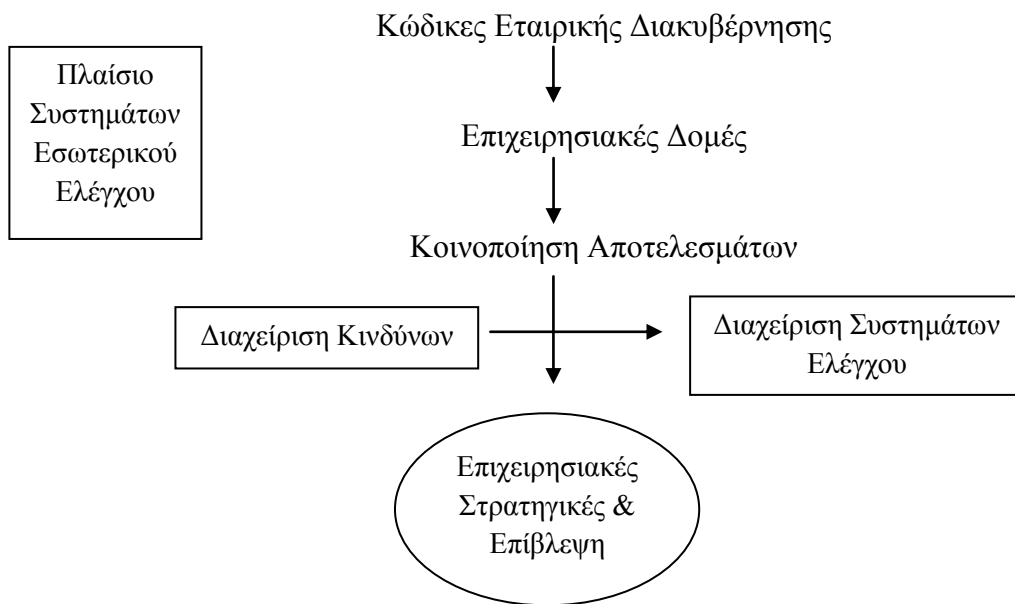 Κώδικες Εταιρικής Διακυβέρνησης
Πλαίσιο
Συστημάτων
Εσωτερικού
Ελέγχου
Επιχειρησιακές Δομές
Κοινοποίηση Αποτελεσμάτων
Διαχείριση Κινδύνων
Διαχείριση Συστημάτων
Ελέγχου
Επιχειρησιακές
Στρατηγικές &
Επίβλεψη